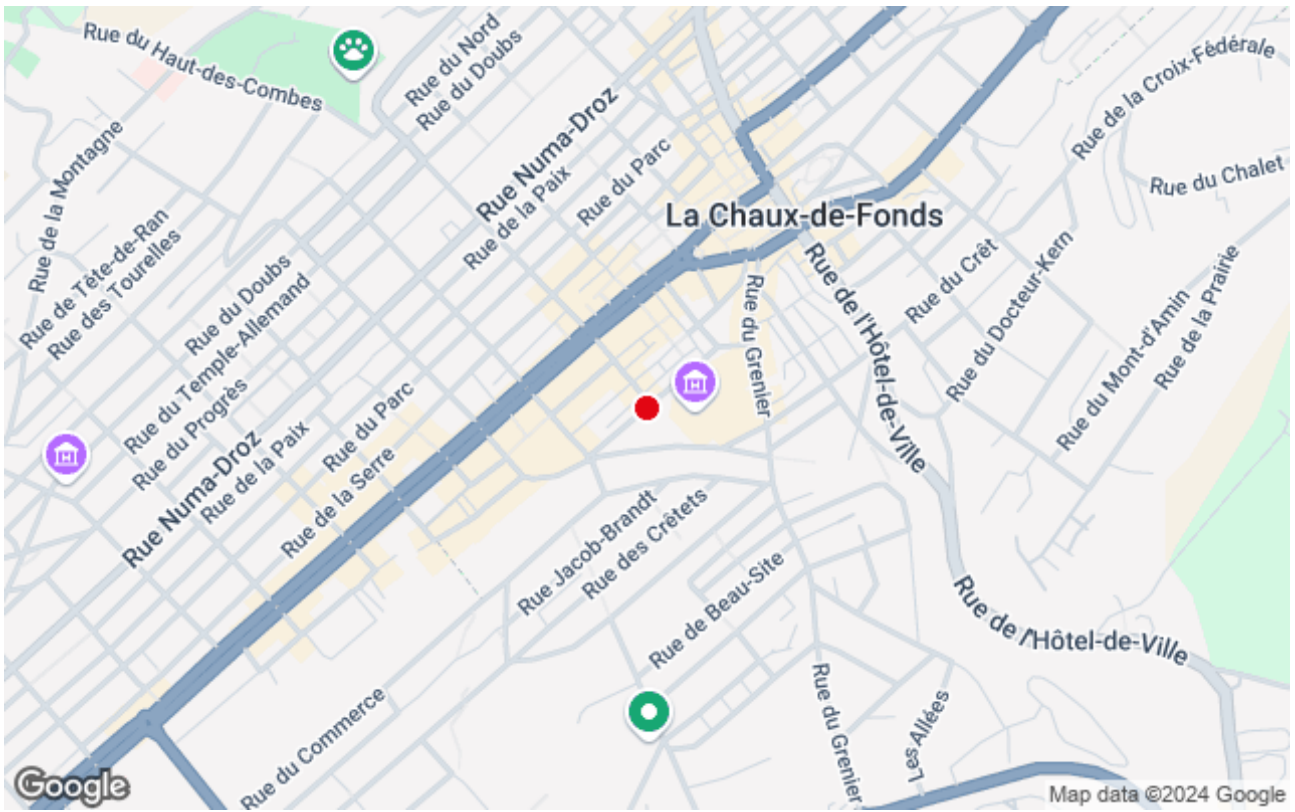 Rue du Haut-des-Combes
Rue du Nord
Rue du Doubs
Rue de la Croix-Fédérale
Rue Numa-Droz
Rue de la Paix
Rue du Parc
Rue de la Montagne
Rue du Chalet
La Chaux-de-Fonds
Rue de Tête-de-Ran
Rue des Tourelles
Rue du Doubs
Rue du Temple-Allemand
Rue du Progrès
Rue Numa-Droz
Rue de la Paix
Rue du Parc
Rue de la Serre
Rue du Grenier
Rue de l'Hôtel-de-Ville
Rue du Crêt
Rue du Docteur-Kern
Rue du Mont-d'Amin
Rue de la Prairie
Rue Jacob-Brandt
Rue des Crêtets
Rue de Beau-Site
Rue de l'Hôtel-de-Ville
Rue du Commerce
Rue du Grenier
Les Allées
Google
Map data ©2024 Google